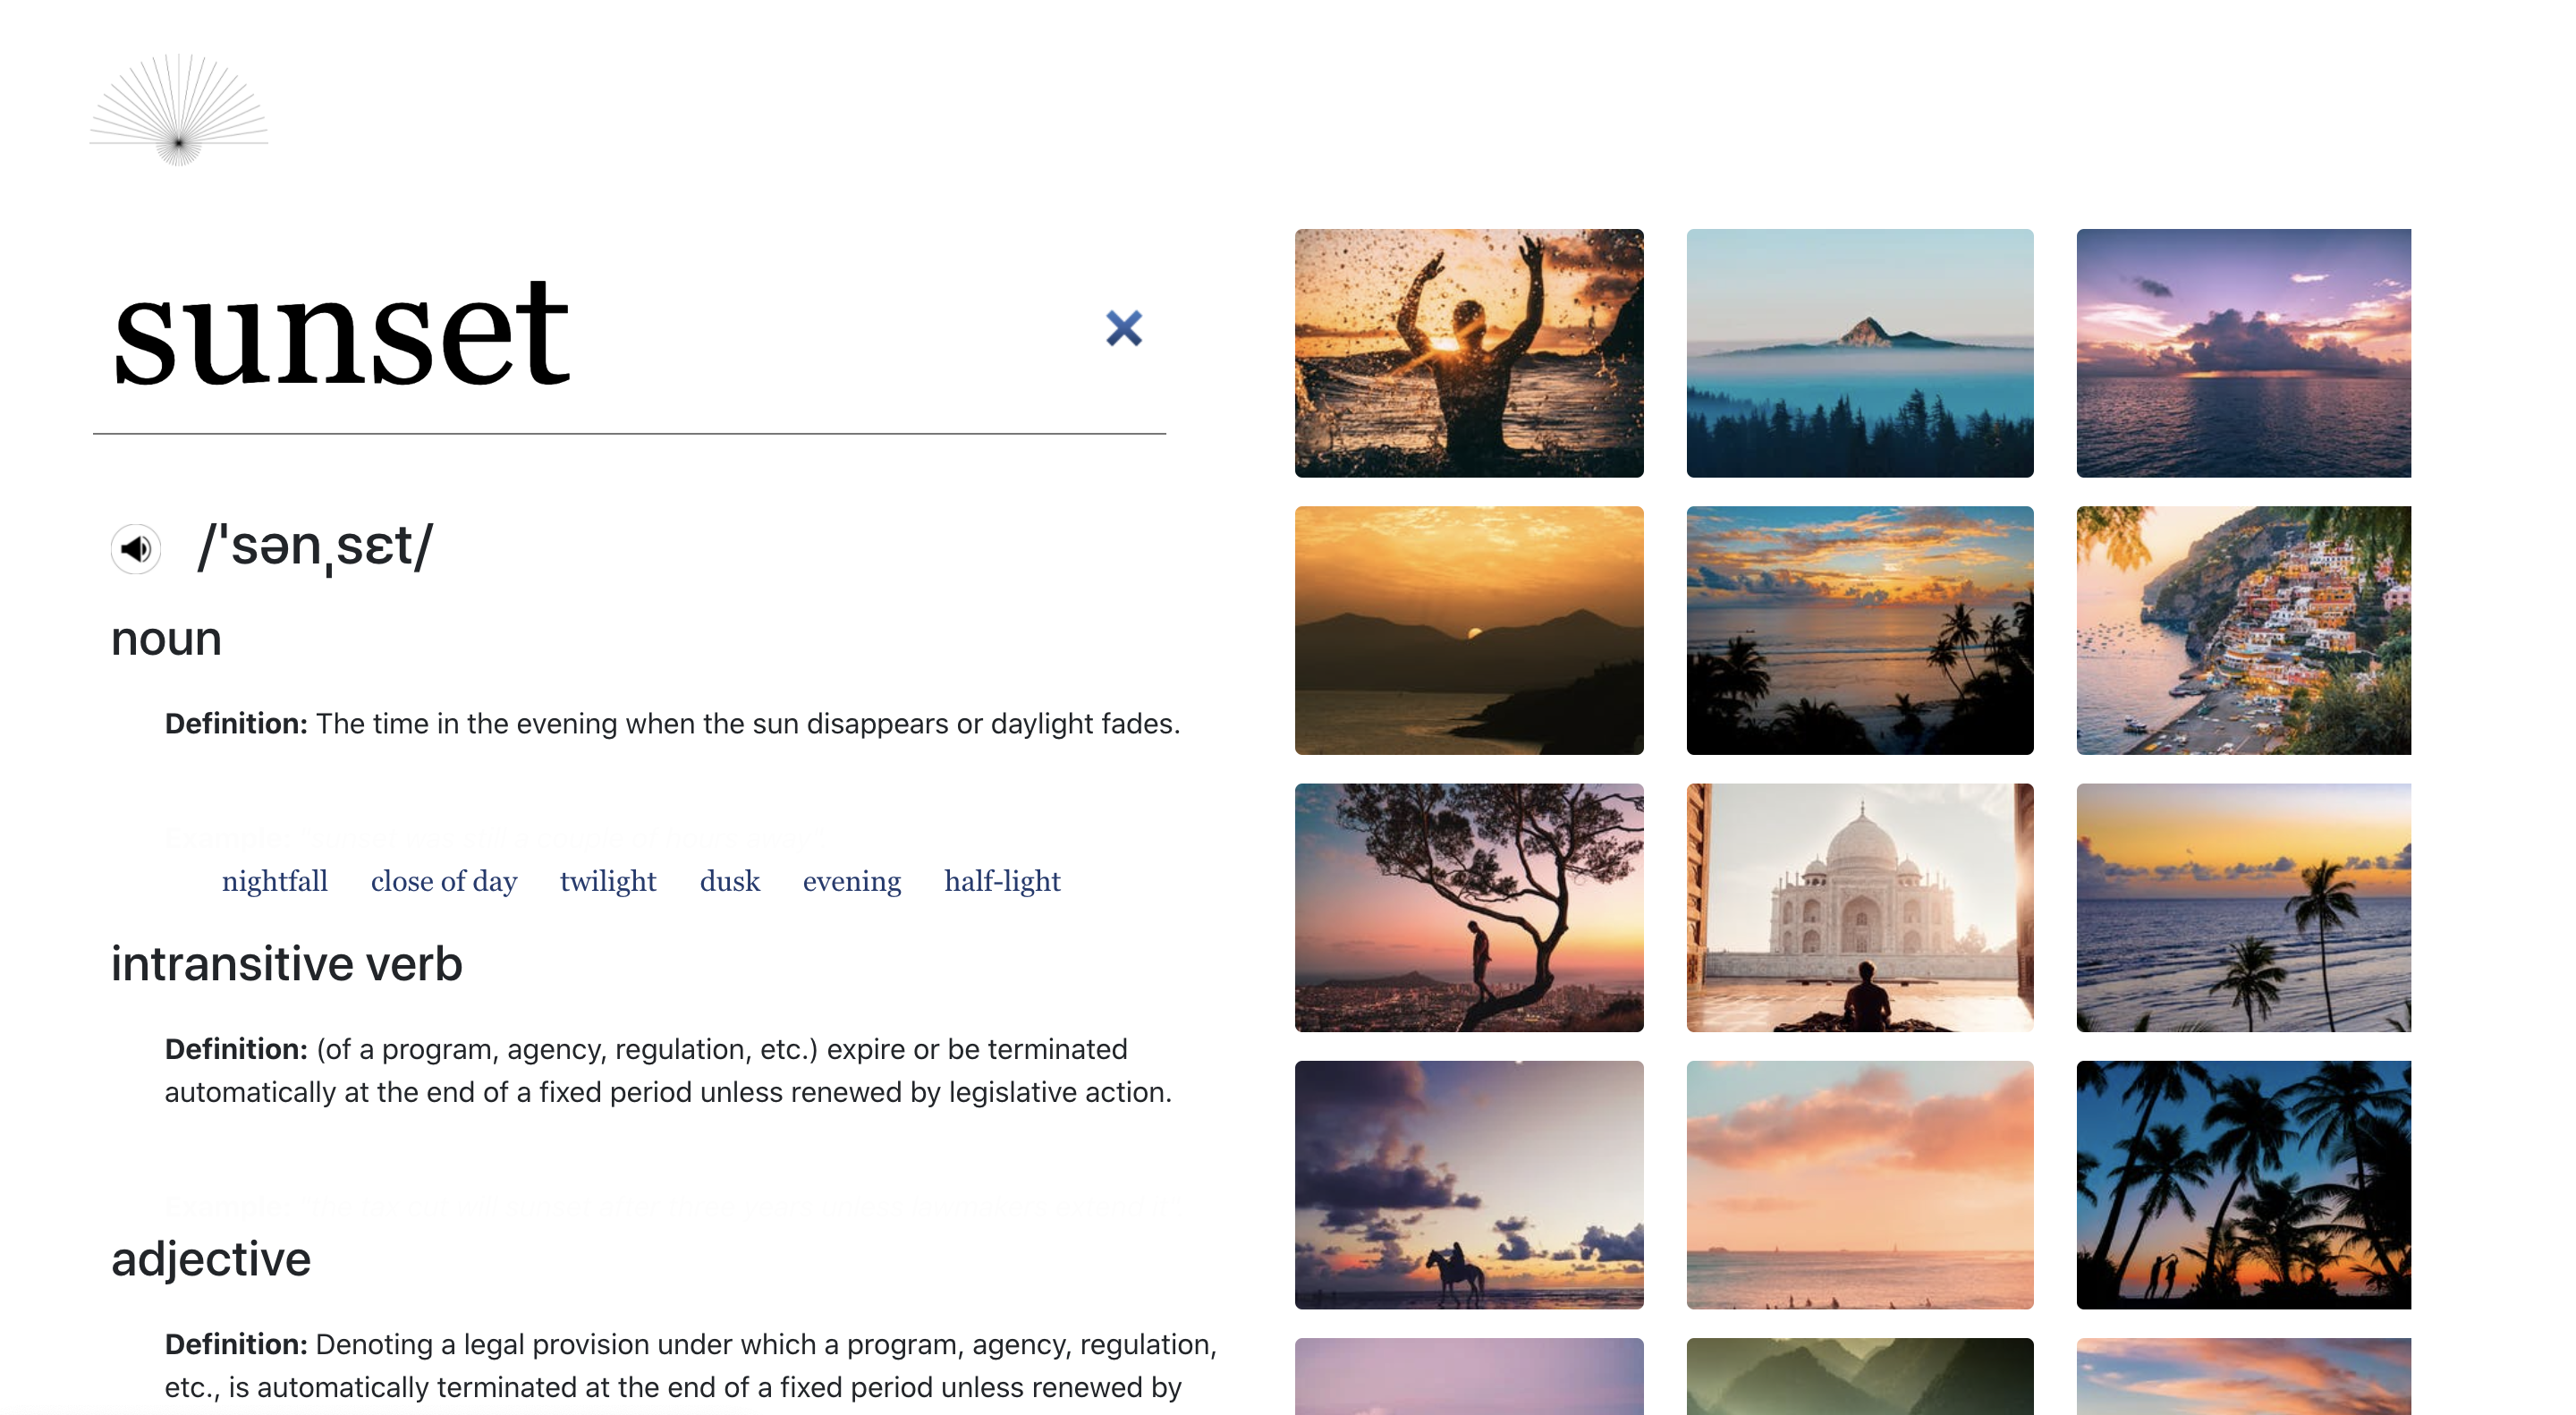 sunset
/ˈsənˌsɛt/
noun
Definition: The time in the evening when the sun disappears or daylight fades.
nightfall close of day twilight dusk evening half-light
intransitive verb
Definition: (of a program, agency, regulation, etc.) expire or be terminated
automatically at the end of a fixed period unless renewed by legislative action.
adjective
Definition: Denoting a legal provision under which a program, agency, regulation,
etc., is automatically terminated at the end of a fixed period unless renewed by